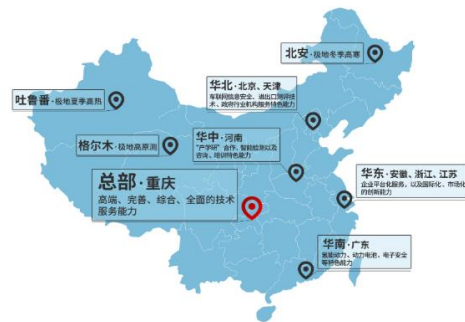 北安·极地冬季高寒
华北·北京、天津
车联网信息安全、进出口测评技
术、政府行业机构服务特色能力
吐鲁番·极地夏季高热
华中·河南
“产学研”合作、智能检测以及
咨询、培训特色能力
格尔木·极地高原测
总部·重庆
高端、完善、综合、全面的技术
服务能力
华东·安徽、浙江、江苏
企业平台化服务，以及国际化、市场化
的创新能力
华南·广东
氢能动力、动力电池、电子安全
等特色能力